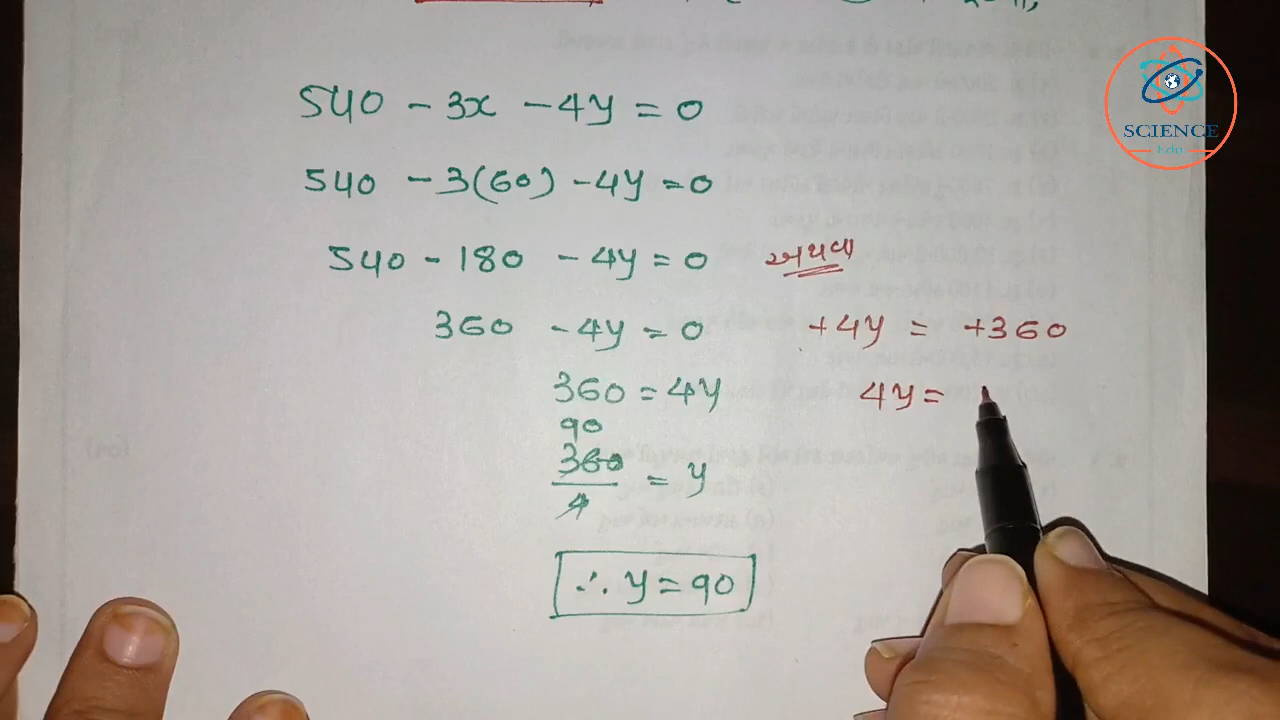 540 - 3x - 4y = 0
540 - 3(60) - 4y = 0
540 - 180 - 4y = 0 અથવા
360 - 4y = 0 +4y = +360
360 = 4y 4y =
90
360/4 = y
∴ y = 90
SCIENCE
Edu.